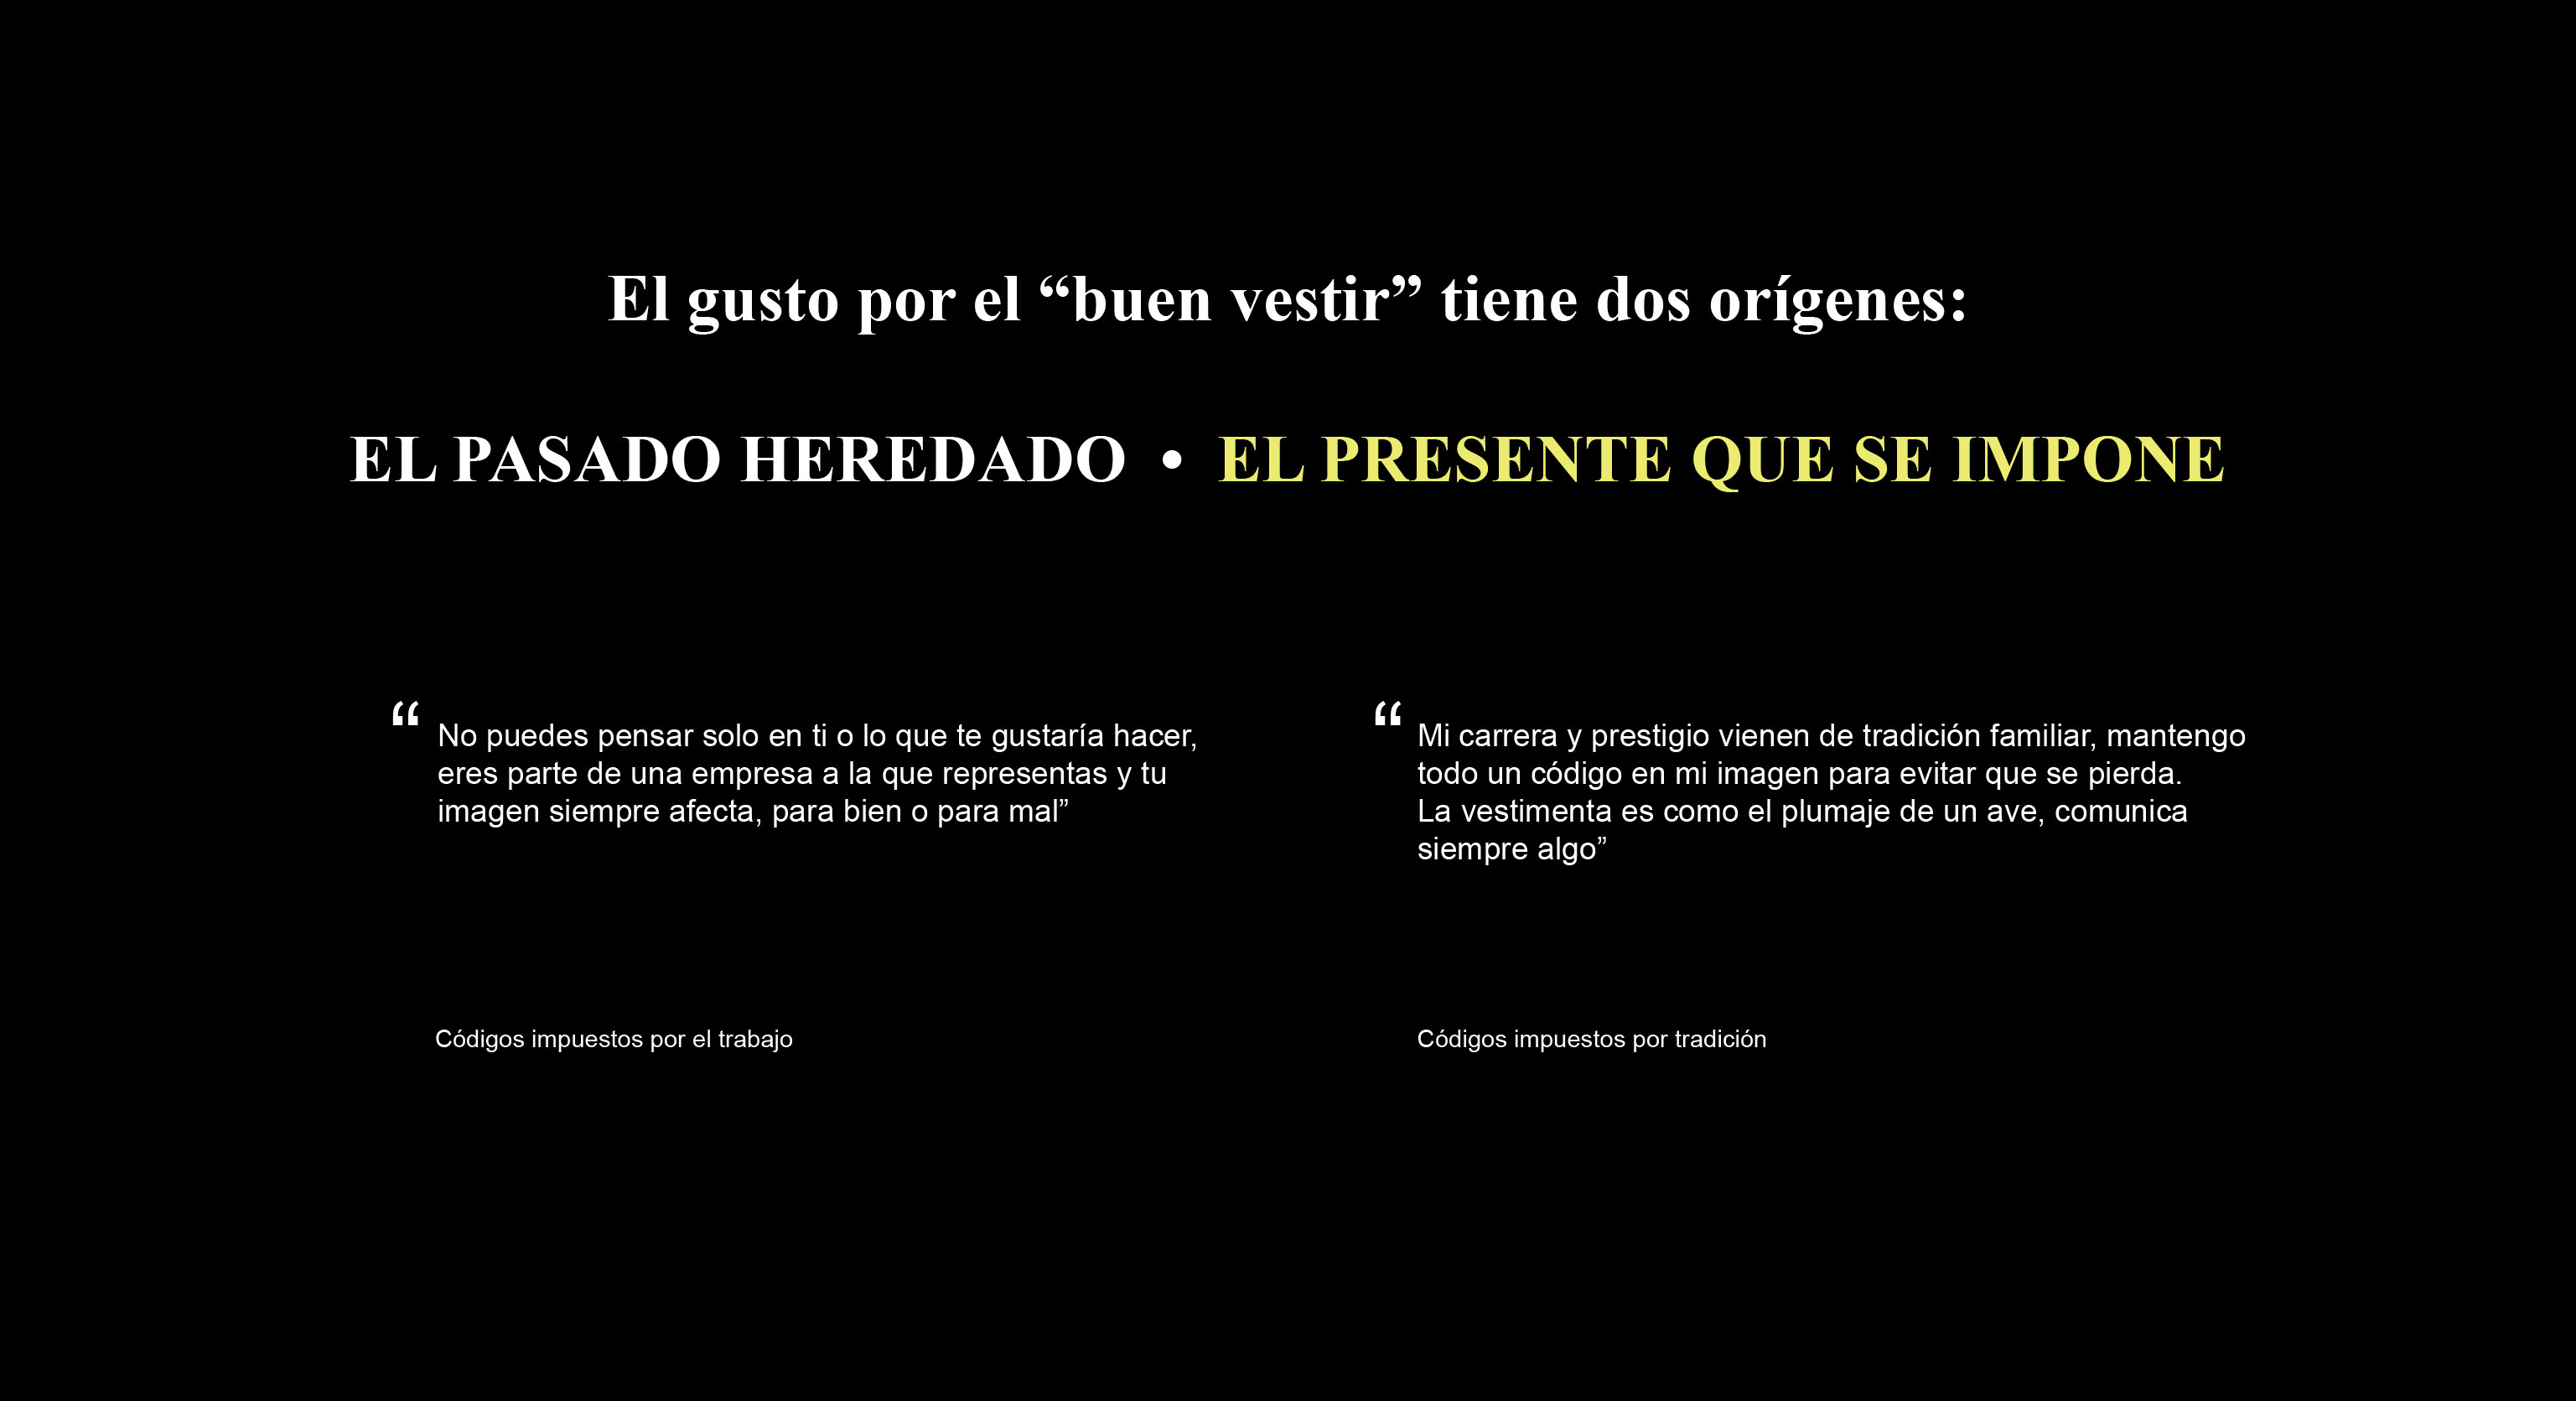 El gusto por el “buen vestir” tiene dos orígenes:
EL PASADO HEREDADO • EL PRESENTE QUE SE IMPONE
“No puedes pensar solo en ti o lo que te gustaría hacer,
eres parte de una empresa a la que representas y tu
imagen siempre afecta, para bien o para mal”
Códigos impuestos por el trabajo
“Mi carrera y prestigio vienen de tradición familiar, mantengo
todo un código en mi imagen para evitar que se pierda.
La vestimenta es como el plumaje de un ave, comunica
siempre algo”
Códigos impuestos por tradición